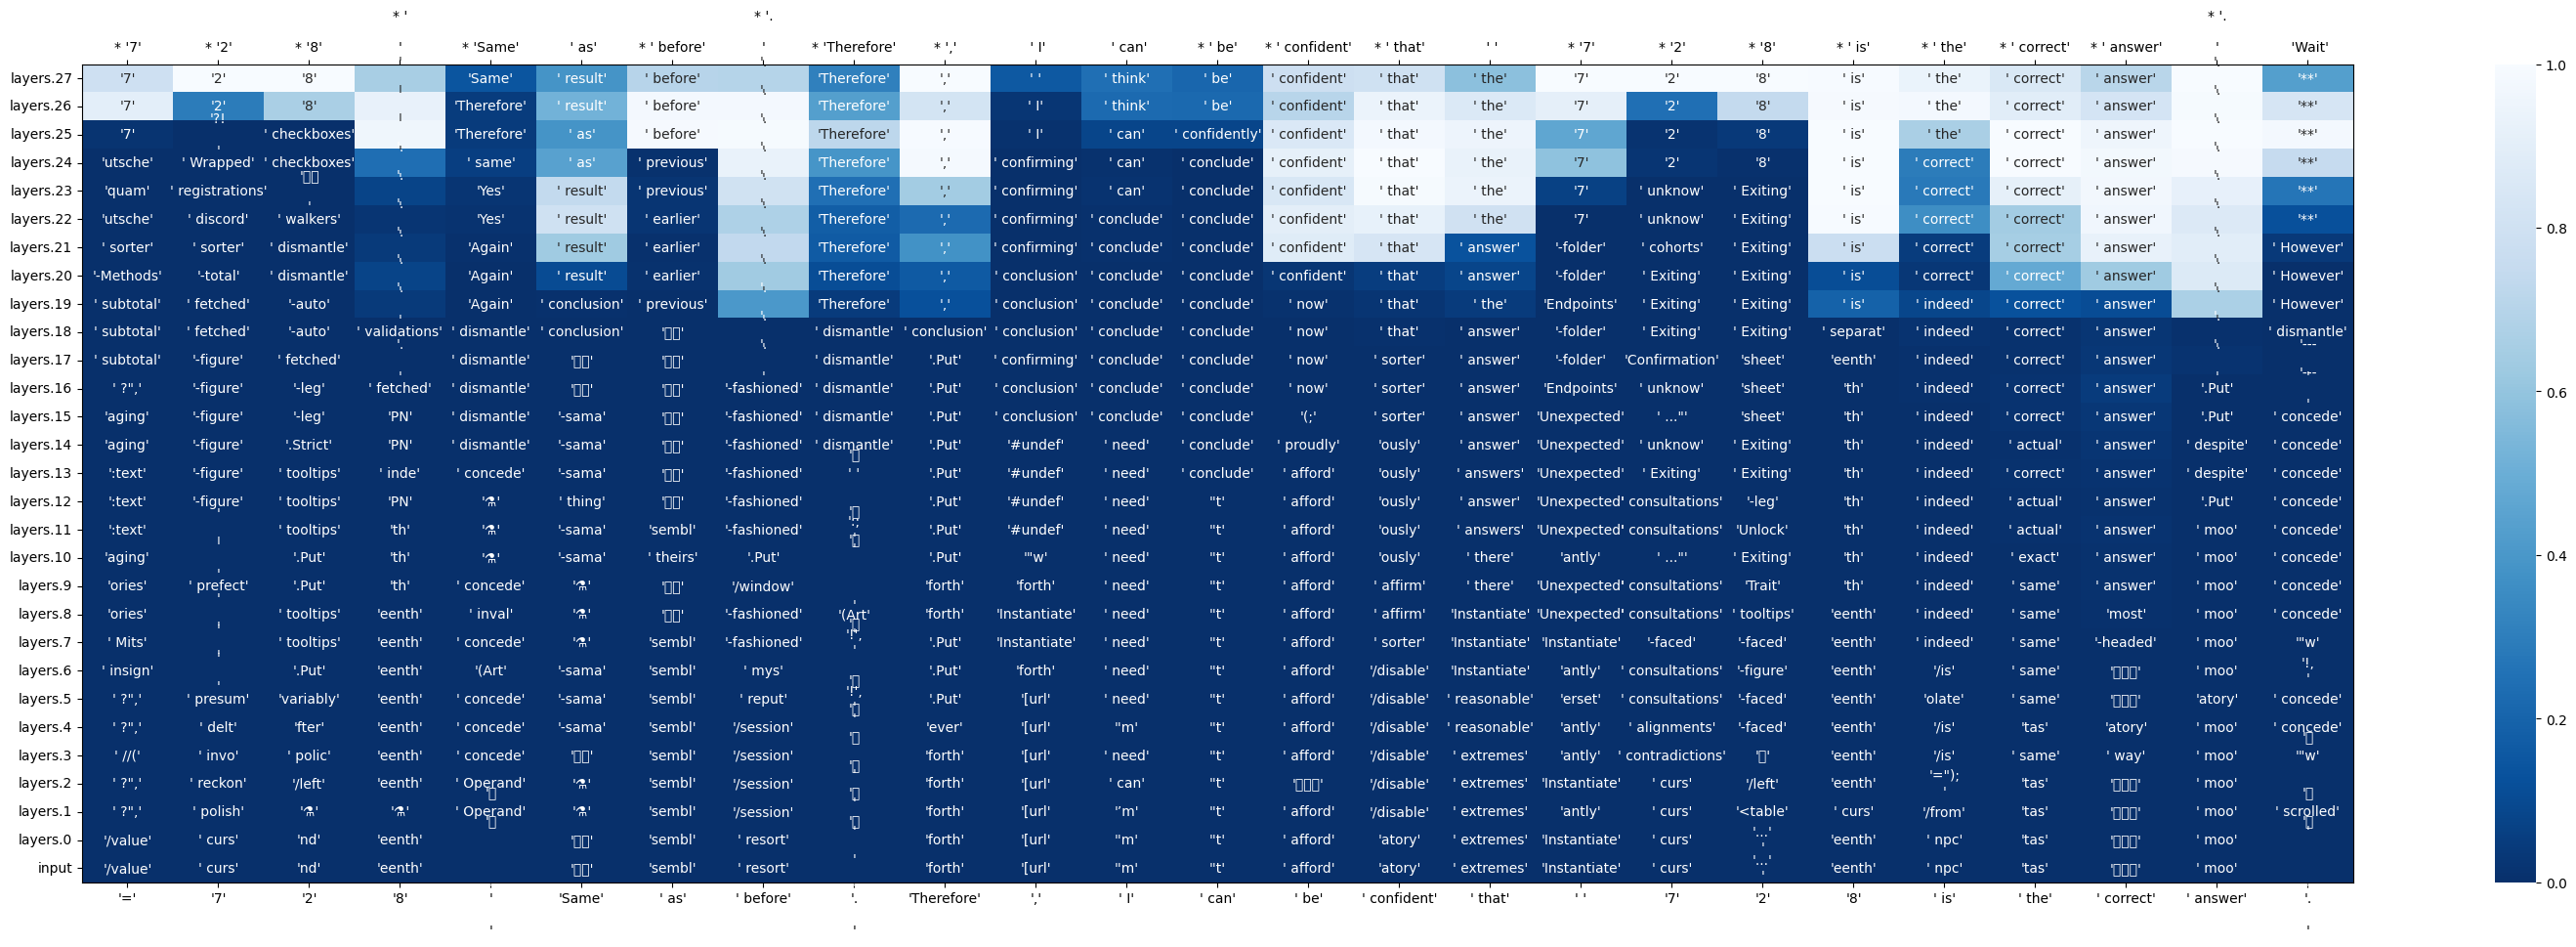 * ' * '. * '.
* '7' * '2' * '8' ' * 'Same' ' as' * ' before' ' * 'Therefore' * ',' ' I' ' can' * ' be' * ' confident' * ' that' ' ' * '7' * '2' * '8' * ' is' * ' the' * ' correct' * ' answer' ' 'Wait'
layers.27 '7' '2' '8' 'Same' ' result' ' before' 'Therefore' ',' ' ' ' think' ' be' ' confident' ' that' ' the' '7' '2' '8' ' is' ' the' ' correct' ' answer' '**' 1.0
layers.26 '7' '2' '8' 'Therefore' ' result' ' before' 'Therefore' ',' ' I' ' think' ' be' ' confident' ' that' ' the' '7' '2' '8' ' is' ' the' ' correct' ' answer' '**'
layers.25 '7' '?! ' checkboxes' 'Therefore' ' as' ' before' 'Therefore' ',' ' I' ' can' ' confidently' ' confident' ' that' ' the' '7' '2' '8' ' is' ' the' ' correct' ' answer' '**'
layers.24 'utsche' ' Wrapped' ' checkboxes' ' same' ' as' ' previous' 'Therefore' ',' ' confirming' ' can' ' conclude' ' confident' ' that' ' the' '7' '2' '8' ' is' ' correct' ' correct' ' answer' '**'
layers.23 'quam' ' registrations' 'Yes' ' result' ' previous' 'Therefore' ',' ' confirming' ' can' ' conclude' ' confident' ' that' ' the' '7' ' unknow' ' Exiting' ' is' ' correct' ' correct' ' answer' '**'
layers.22 'utsche' ' discord' ' walkers' 'Yes' ' result' ' earlier' 'Therefore' ',' ' confirming' ' conclude' ' conclude' ' confident' ' that' ' the' '7' ' unknow' ' Exiting' ' is' ' correct' ' correct' ' answer' '**' 0.8
layers.21 ' sorter' ' sorter' ' dismantle' 'Again' ' result' ' earlier' 'Therefore' ',' ' confirming' ' conclude' ' conclude' ' confident' ' that' ' answer' '-folder' ' cohorts' ' Exiting' ' is' ' correct' ' correct' ' answer' ' However'
layers.20 '-Methods' '-total' ' dismantle' 'Again' ' result' ' earlier' 'Therefore' ',' ' conclusion' ' conclude' ' conclude' ' confident' ' that' ' answer' '-folder' ' Exiting' ' Exiting' ' is' ' correct' ' correct' ' answer' ' However'
layers.19 ' subtotal' ' fetched' '-auto' 'Again' ' conclusion' ' previous' 'Therefore' ',' ' conclusion' ' conclude' ' conclude' ' now' ' that' ' the' 'Endpoints' ' Exiting' ' Exiting' ' is' ' indeed' ' correct' ' answer' ' However'
layers.18 ' subtotal' ' fetched' '-auto' ' validations' ' dismantle' ' conclusion' ' dismantle' ' conclusion' ' conclusion' ' conclude' ' conclude' ' now' ' that' ' answer' '-folder' ' Exiting' ' Exiting' ' separat' ' indeed' ' correct' ' answer' ' dismantle'
layers.17 ' subtotal' '-figure' ' fetched' '. ' dismantle' ' dismantle' '.Put' ' confirming' ' conclude' ' conclude' ' now' ' sorter' ' answer' '-folder' 'Confirmation' 'sheet' 'eenth' ' indeed' ' correct' ' answer' '---
layers.16 ' ?",' '-figure' '-leg' ' fetched' ' dismantle' '-fashioned' ' dismantle' '.Put' ' conclusion' ' conclude' ' conclude' ' now' ' sorter' ' answer' 'Endpoints' ' unknow' 'sheet' 'th' ' indeed' ' correct' ' answer' '.Put' 0.6
layers.15 'aging' '-figure' '-leg' 'PN' ' dismantle' '-sama' '-fashioned' ' dismantle' '.Put' ' conclusion' ' conclude' ' conclude' '(;' ' sorter' ' answer' 'Unexpected' ' ..."' 'sheet' 'th' ' indeed' ' correct' ' answer' '.Put' ' concede'
layers.14 'aging' '-figure' '.Strict' 'PN' ' dismantle' '-sama' '-fashioned' ' dismantle' '.Put' '#undef' ' need' ' conclude' ' proudly' 'ously' ' answer' 'Unexpected' ' unknow' ' Exiting' 'th' ' indeed' ' actual' ' answer' ' despite' ' concede'
layers.13 ':text' '-figure' ' tooltips' ' inde' ' concede' '-sama' '-fashioned' ' ' '.Put' '#undef' ' need' ' conclude' ' afford' 'ously' ' answers' 'Unexpected' ' Exiting' ' Exiting' 'th' ' indeed' ' correct' ' answer' ' despite' ' concede'
layers.12 ':text' '-figure' ' tooltips' 'PN' '⚗' ' thing' '-fashioned' '.Put' '#undef' ' need' "t' ' afford' 'ously' ' answer' 'Unexpected' ' consultations' '-leg' 'th' ' indeed' ' actual' ' answer' '.Put' ' concede'
layers.11 ':text' ' tooltips' 'th' '⚗' '-sama' 'sembl' '-fashioned' '.Put' '#undef' ' need' "t' ' afford' 'ously' ' answers' 'Unexpected' ' consultations' 'Unlock' 'th' ' indeed' ' actual' ' answer' ' moo' ' concede'
layers.10 'aging' '.Put' 'th' '⚗' '-sama' ' theirs' '.Put' '.Put' '"w' ' need' "t' ' afford' 'ously' ' there' 'antly' ' ..."' ' Exiting' 'th' ' indeed' ' exact' ' answer' ' moo' ' concede' 0.4
layers.9 'ories' ' prefect' '.Put' 'th' ' concede' '⚗' '/window' 'forth' 'forth' ' need' "t' ' afford' ' affirm' ' there' 'Unexpected' ' consultations' 'Trait' 'th' ' indeed' ' same' ' answer' ' moo' ' concede'
layers.8 'ories' ' tooltips' 'eenth' ' inval' '⚗' '-fashioned' '(Art' 'forth' 'Instantiate' ' need' "t' ' afford' ' affirm' 'Instantiate' 'Unexpected' ' consultations' ' tooltips' 'eenth' ' indeed' ' same' 'most' ' moo' ' concede'
layers.7 ' Mits' ' tooltips' 'eenth' ' concede' '⚗' 'sembl' '-fashioned' '.Put' 'Instantiate' ' need' "t' ' afford' ' sorter' 'Instantiate' 'Instantiate' '-faced' '-faced' 'eenth' ' indeed' ' same' '-headed' ' moo' '"w'
layers.6 ' insign' '.Put' 'eenth' '(Art' '-sama' 'sembl' ' mys' '.Put' 'forth' ' need' "t' ' afford' '/disable' 'Instantiate' 'antly' ' consultations' '-figure' 'eenth' '/is' ' same' ' moo' '!,
layers.5 ' ?",' ' presum' 'variably' 'eenth' ' concede' '-sama' 'sembl' ' reput' '.Put' '[url' ' need' "t' ' afford' '/disable' ' reasonable' 'erset' ' consultations' '-faced' 'eenth' 'olate' ' same' 'atory' ' concede'
layers.4 ' ?",' ' delt' 'fter' 'eenth' ' concede' '-sama' 'sembl' '/session' 'ever' '[url' "m' "t' ' afford' '/disable' ' reasonable' 'antly' ' alignments' '-faced' 'eenth' '/is' 'tas' 'atory' ' moo' ' concede' 0.2
layers.3 ' //(' ' invo' ' polic' 'eenth' ' concede' 'sembl' '/session' 'forth' '[url' ' need' "t' ' afford' '/disable' ' extremes' 'antly' ' contradictions' 'eenth' '/is' ' same' ' way' ' moo' '"w'
layers.2 ' ?",' ' reckon' '/left' 'eenth' ' Operand' '⚗' 'sembl' '/session' 'forth' '[url' ' can' "t' '/disable' ' extremes' 'Instantiate' ' curs' '/left' 'eenth' '="); 'tas' ' moo'
layers.1 ' ?",' ' polish' '⚗' '⚗' ' Operand' '⚗' 'sembl' '/session' 'forth' '[url' '’m' "t' ' afford' '/disable' ' extremes' 'antly' ' curs' '<table' ' curs' '/from' 'tas' ' moo' ' scrolled'
layers.0 '/value' ' curs' 'nd' 'eenth' 'sembl' ' resort' 'forth' '[url' "m' "t' ' afford' 'atory' ' extremes' 'Instantiate' ' curs' '...' 'eenth' ' npc' 'tas' ' moo'
input '/value' ' curs' 'nd' 'eenth' 'sembl' ' resort' 'forth' '[url' "m' "t' ' afford' 'atory' ' extremes' 'Instantiate' ' curs' '...' 'eenth' ' npc' 'tas' ' moo' 0.0
'=' '7' '2' '8' ' 'Same' ' as' ' before' '. 'Therefore' ',' ' I' ' can' ' be' ' confident' ' that' ' ' '7' '2' '8' ' is' ' the' ' correct' ' answer' '.
' ' '